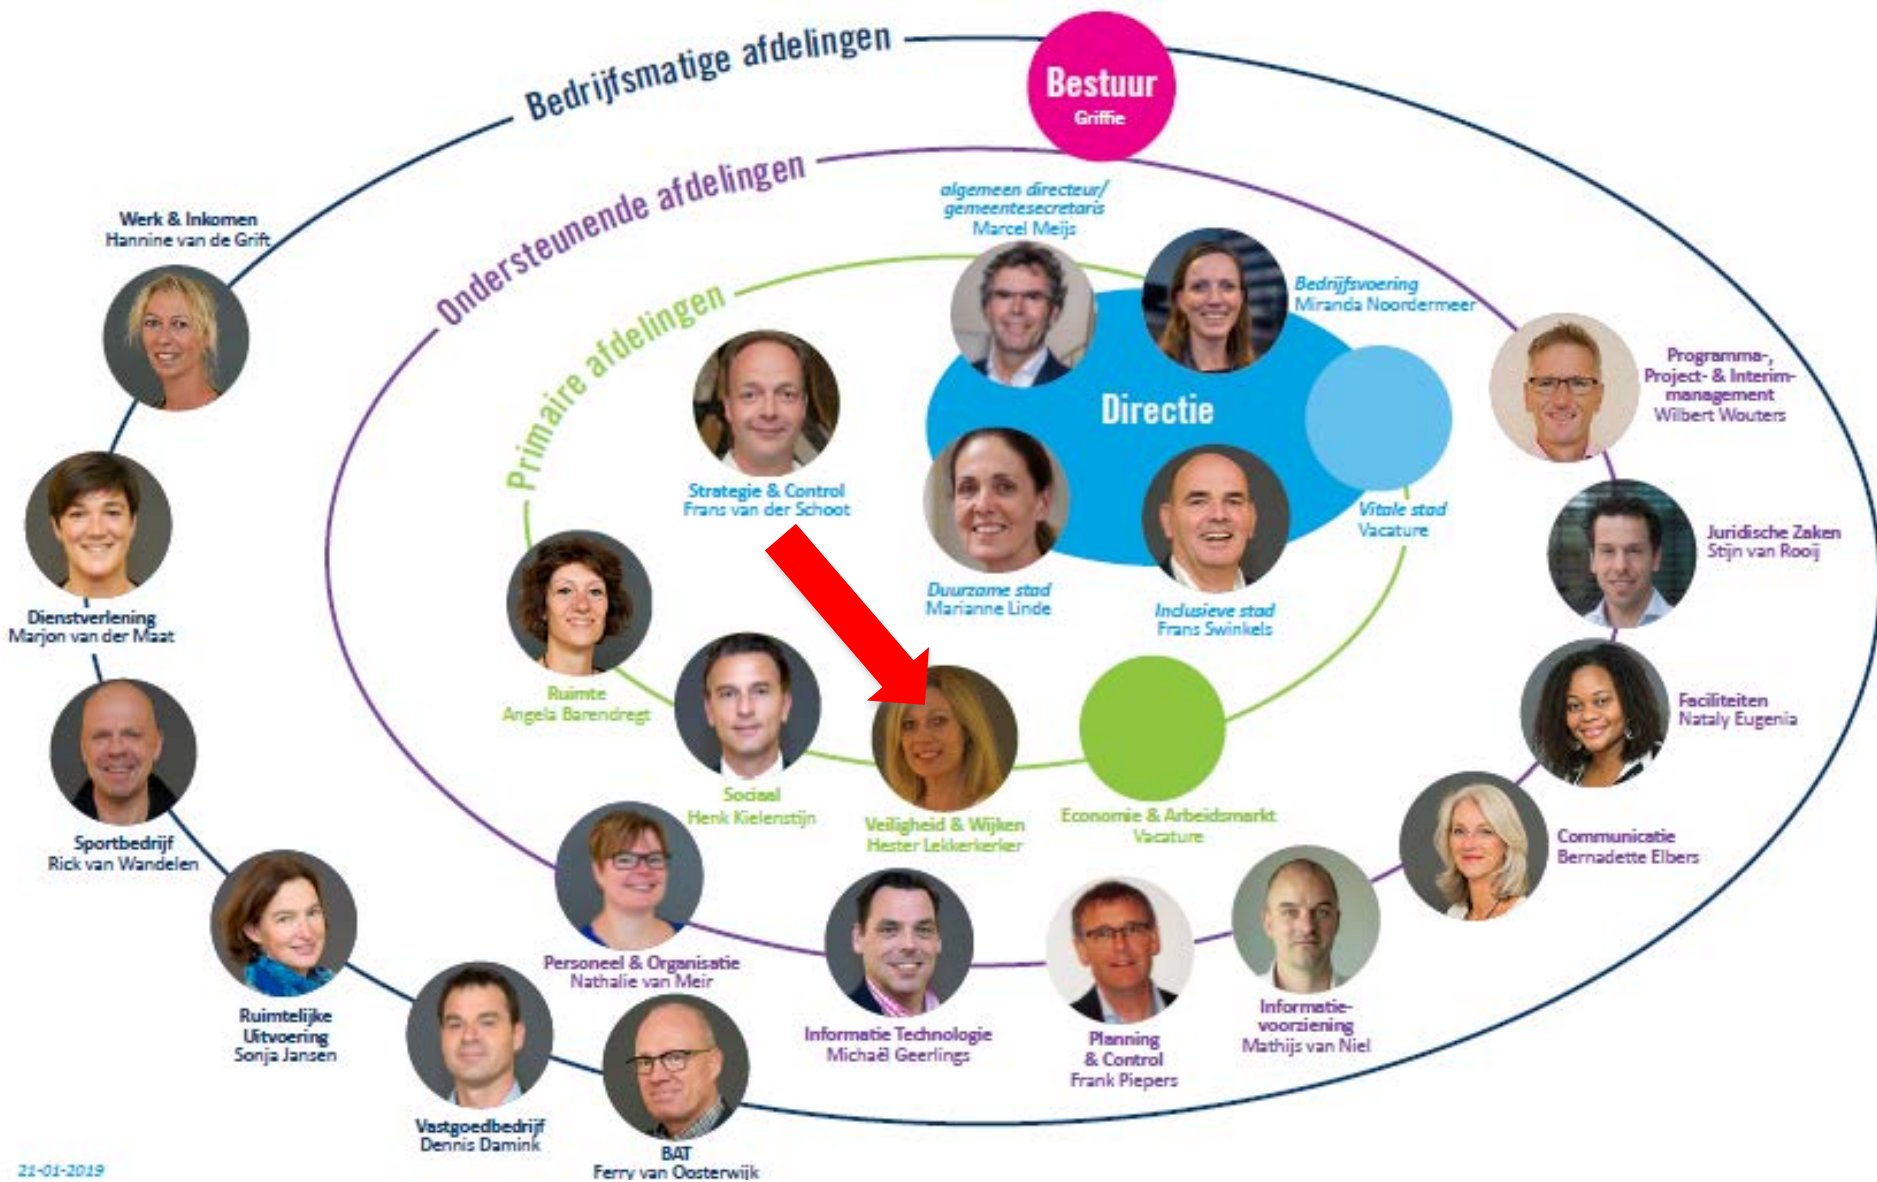 Bedrijfsmatige afdelingen
Bestuur
Griffie
Ondersteunende afdelingen
Primaire afdelingen
algemeen directeur/
gemeentesecretaris
Marcel Meijs
Bedrijfsvoering
Miranda Noordermeer
Directie
Vitale stad
Vacature
Duurzame stad
Marianne Linde
Inclusieve stad
Frans Swinkels
Strategie & Control
Frans van der Schoot
Ruimte
Angela Barendregt
Sociaal
Henk Kielenstijn
Veiligheid & Wijken
Hester Lekkerkerker
Economie & Arbeidsmarkt
Vacature
Programma-,
Project- & Interim-
management
Wilbert Wouters
Juridische Zaken
Stijn van Rooij
Faciliteiten
Nataly Eugenia
Communicatie
Bernadette Elbers
Informatie-
voorziening
Mathijs van Niel
Planning
& Control
Frank Piepers
Informatie Technologie
Michaël Geerlings
Personeel & Organisatie
Nathalie van Meir
Werk & Inkomen
Hannine van de Grift
Dienstverlening
Marjon van der Maat
Sportbedrijf
Rick van Wandelen
Ruimtelijke
Uitvoering
Sonja Jansen
Vastgoedbedrijf
Dennis Damink
BAT
Ferry van Oosterwijk
21-01-2019